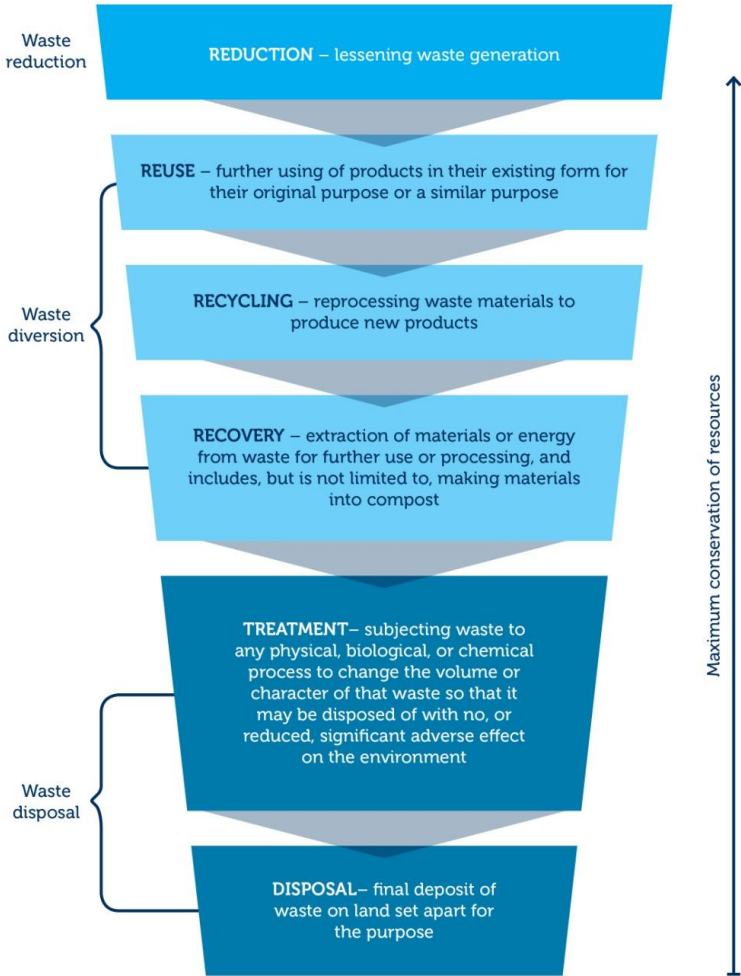 Waste
reduction
REDUCTION – lessening waste generation
REUSE – further using of products in their existing form for
their original purpose or a similar purpose
Waste
diversion
RECYCLING – reprocessing waste materials to
produce new products
RECOVERY – extraction of materials or energy
from waste for further use or processing, and
includes, but is not limited to, making materials
into compost
TREATMENT– subjecting waste to
any physical, biological, or chemical
process to change the volume or
character of that waste so that it
may be disposed of with no, or
reduced, significant adverse effect
on the environment
Waste
disposal
DISPOSAL– final deposit of
waste on land set apart for
the purpose
Maximum conservation of resources